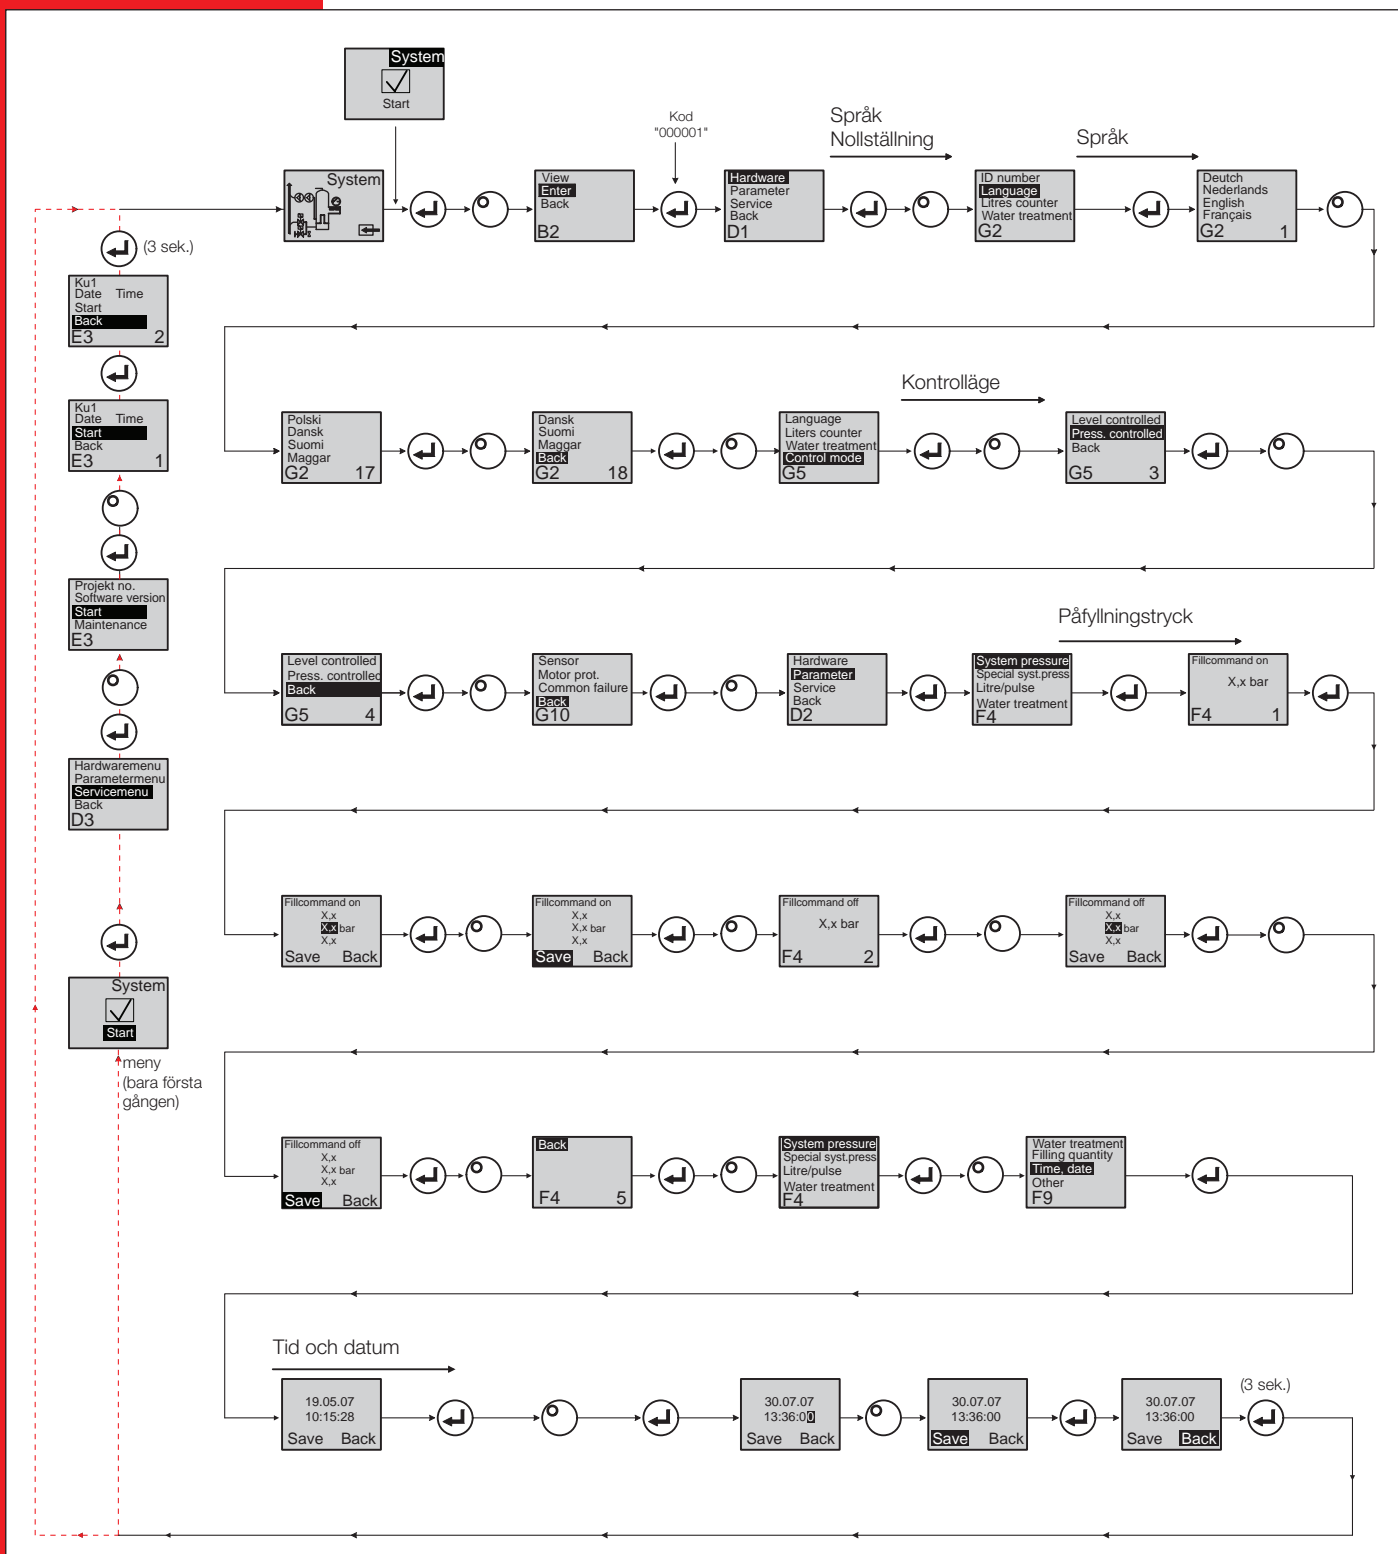 System
Start
Kod
"000001"
Språk
Nollställning
Språk
System
View
Enter
Back
B2
Hardware
Parameter
Service
Back
D1
ID number
Language
Litres counter
Water treatment
G2
Deutch
Nederlands
English
Français
G2 1
(3 sek.)
Ku1
Date Time
Start
Back
E3 2
Ku1
Date Time
Start
Back
E3 1
Projekt no.
Software version
Start
Maintenance
E3
Hardwaremenu
Parametermenu
Servicemenu
Back
D3
System
Start
meny
(bara första
gången)
Kontrolläge
Polski
Dansk
Suomi
Maggar
G2 17
Dansk
Suomi
Maggar
Back
G2 18
Language
Liters counter
Water treatment
Control mode
G5
Level controlled
Press. controlled
Back
G5 3
Påfyllningstryck
Level controlled
Press. controlled
Back
G5 4
Sensor
Motor prot.
Common failure
Back
G10
Hardware
Parameter
Service
Back
D2
System pressure
Special syst.press
Litre/pulse
Water treatment
F4
Fillcommand on
X,x bar
F4 1
Fillcommand on
X,x
X,x bar
X,x
Save Back
Fillcommand on
X,x
X,x bar
X,x
Save Back
Fillcommand off
X,x bar
F4 2
Fillcommand off
X,x
X,x bar
X,x
Save Back
Fillcommand off
X,x
X,x bar
X,x
Save Back
Back
F4 5
System pressure
Special syst.press
Litre/pulse
Water treatment
F4
Water treatment
Filling quantity
Time, date
Other
F9
Tid och datum
19.05.07
10:15:28
Save Back
30.07.07
13:36:00
Save Back
30.07.07
13:36:00
Save Back
30.07.07
13:36:00
Save Back
(3 sek.)